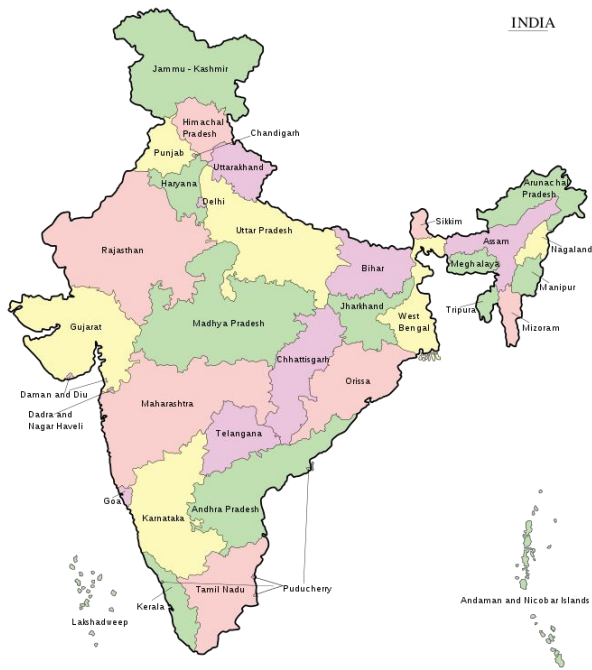 INDIA
Jammu - Kashmir
Himachal
Pradesh
Chandigarh
Punjab
Uttarakhand
Haryana
Delhi
Arunachal
Pradesh
Sikkim
Uttar Pradesh
Assam
Nagaland
Rajasthan
Bihar
Meghalaya
Manipur
Jharkhand
Tripura
West
Bengal
Gujarat
Madhya Pradesh
Mizoram
Chhattisgarh
Orissa
Daman and Diu
Maharashtra
Dadra and
Nagar Haveli
Telangana
Goa
Andhra Pradesh
Karnataka
Tamil Nadu
Puducherry
Andaman and Nicobar Islands
Kerala
Lakshadweep